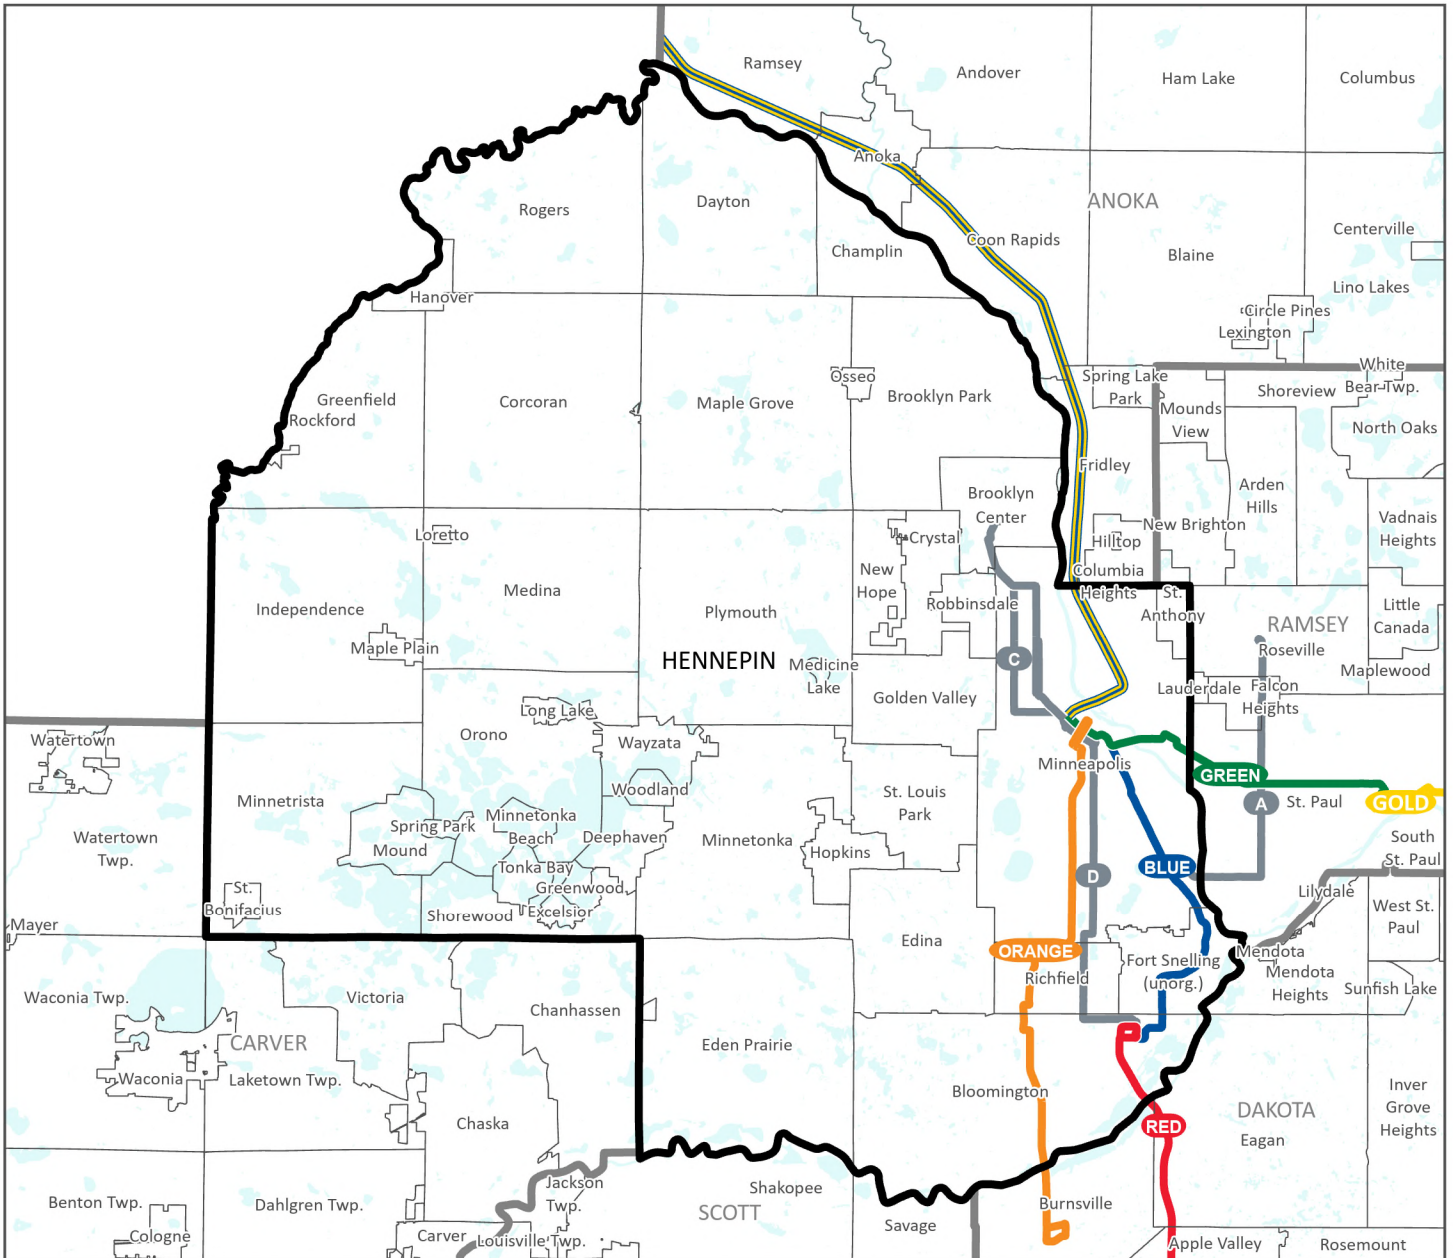 Ramsey
Andover
Ham Lake
Columbus
Anoka
ANOKA
Rogers
Dayton
Champlin
Coon Rapids
Blaine
Centerville
Lino Lakes
Hanover
Circle Pines
Lexington
White
Bear Twp.
Spring Lake
Park
Shoreview
Mounds
View
North Oaks
Osseo
Greenfield
Rockford
Corcoran
Maple Grove
Brooklyn Park
Fridley
Brooklyn
Center
Arden
Hills
New Brighton
Vadnais
Heights
Loretto
Crystal
Hilltop
New
Hope
Columbia
Heights
St.
Anthony
Independence
Medina
Plymouth
Robbinsdale
Little
Canada
RAMSEY
Roseville
Maple Plain
HENNEPIN
Medicine
Lake
C
Maplewood
Golden Valley
Lauderdale
Falcon
Heights
Long Lake
Orono
Wayzata
Watertown
Minneapolis
GREEN
GOLD
Woodland
Minnetrista
St. Louis
Park
A
St. Paul
Watertown
Twp.
Spring Park
Mound
Minnetonka
Beach
Deephaven
Minnetonka
Hopkins
South
St. Paul
Tonka Bay
Greenwood
BLUE
D
Lilydale
St.
Bonifacius
Shorewood
Excelsior
Mayer
West St.
Paul
Edina
ORANGE
Richfield
Fort Snelling
(unorg.)
Mendota
Mendota
Heights
Sunfish Lake
Waconia Twp.
Victoria
Chanhassen
CARVER
Eden Prairie
Waconia
Laketown Twp.
Bloomington
Inver
Grove
Heights
Chaska
DAKOTA
Eagan
RED
Jackson
Twp.
Shakopee
Benton Twp.
Dahlgren Twp.
SCOTT
Savage
Burnsville
Cologne
Carver
Louisville Twp.
Apple Valley
Rosemount